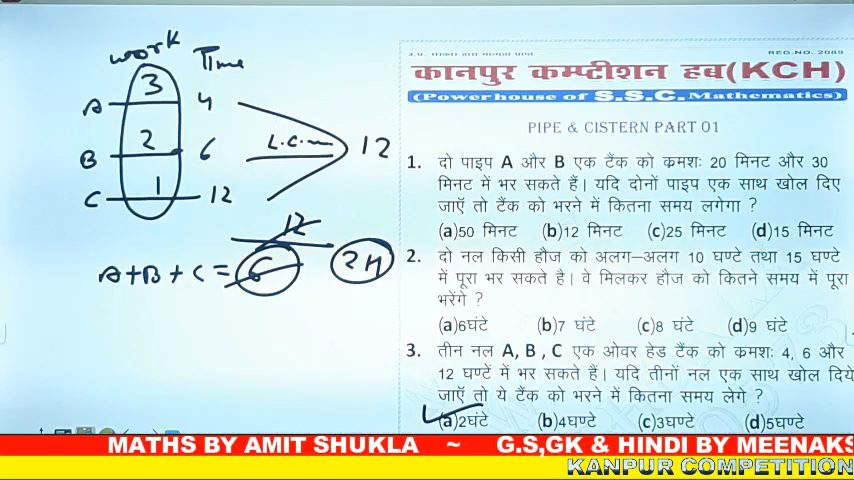 work Time
A 3 4
B 2 6
C 1 12
L.C.m 12
12
A+B+C = 6 2H
REG.NO. 2089
कानपुर कम्प्टीशन हब(KCH)
(Powerhouse of S.S.C. Mathematics)
PIPE & CISTERN PART 01
1. दो पाइप A और B एक टैंक को कमशः 20 मिनट और 30
मिनट में भर सकते हैं। यदि दोनों पाइप एक साथ खोल दिए
जाएँ तो टैंक को भरने में कितना समय लगेगा ?
(a)50 मिनट (b)12 मिनट (c)25 मिनट (d)15 मिनट
2. दो नल किसी हौज को अलग–अलग 10 घण्टे तथा 15 घण्टे
में पूरा भर सकते है। वे मिलकर हौज को कितने समय में पूरा
भरेंगे ?
(a)6घंटे (b)7 घंटे (c)8 घंटे (d)9 घंटे
3. तीन नल A, B , C एक ओवर हेड टैंक को कमशः 4, 6 और
12 घण्टें में भर सकते हैं। यदि तीनों नल एक साथ खोल दिये
जाएँ तो ये टैंक को भरने में कितना समय लेगे ?
(a)2घंटे (b)4घण्टे (c)3घण्टे (d)5घण्टे
MATHS BY AMIT SHUKLA ~ G.S,GK & HINDI BY MEENAKS
KANPUR COMPETITION